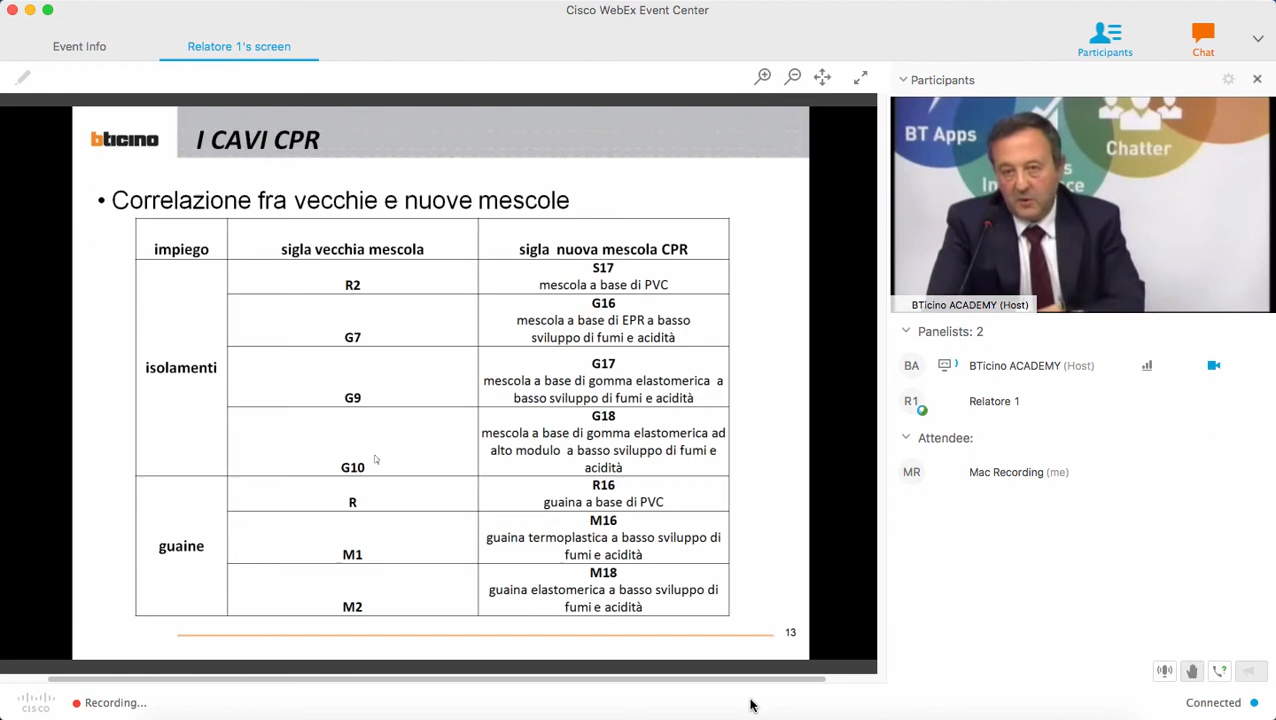 Cisco WebEx Event Center
Event Info
Relatore 1's screen
Participants
Chat
Participants
bticino
I CAVI CPR
• Correlazione fra vecchie e nuove mescole
impiego
sigla vecchia mescola
sigla nuova mescola CPR
isolamenti
R2
S17
mescola a base di PVC
G7
G16
mescola a base di EPR a basso
sviluppo di fumi e acidità
G9
G17
mescola a base di gomma elastomerica a
basso sviluppo di fumi e acidità
G10
G18
mescola a base di gomma elastomerica ad
alto modulo a basso sviluppo di fumi e
acidità
guaine
R
R16
guaina a base di PVC
M1
M16
guaina termoplastica a basso sviluppo di
fumi e acidità
M2
M18
guaina elastomerica a basso sviluppo di
fumi e acidità
13
BT Apps
Chatter
BTicino ACADEMY (Host)
Panelists: 2
BA
BTicino ACADEMY (Host)
R1
Relatore 1
Attendee:
MR
Mac Recording (me)
CISCO
Recording...
Connected